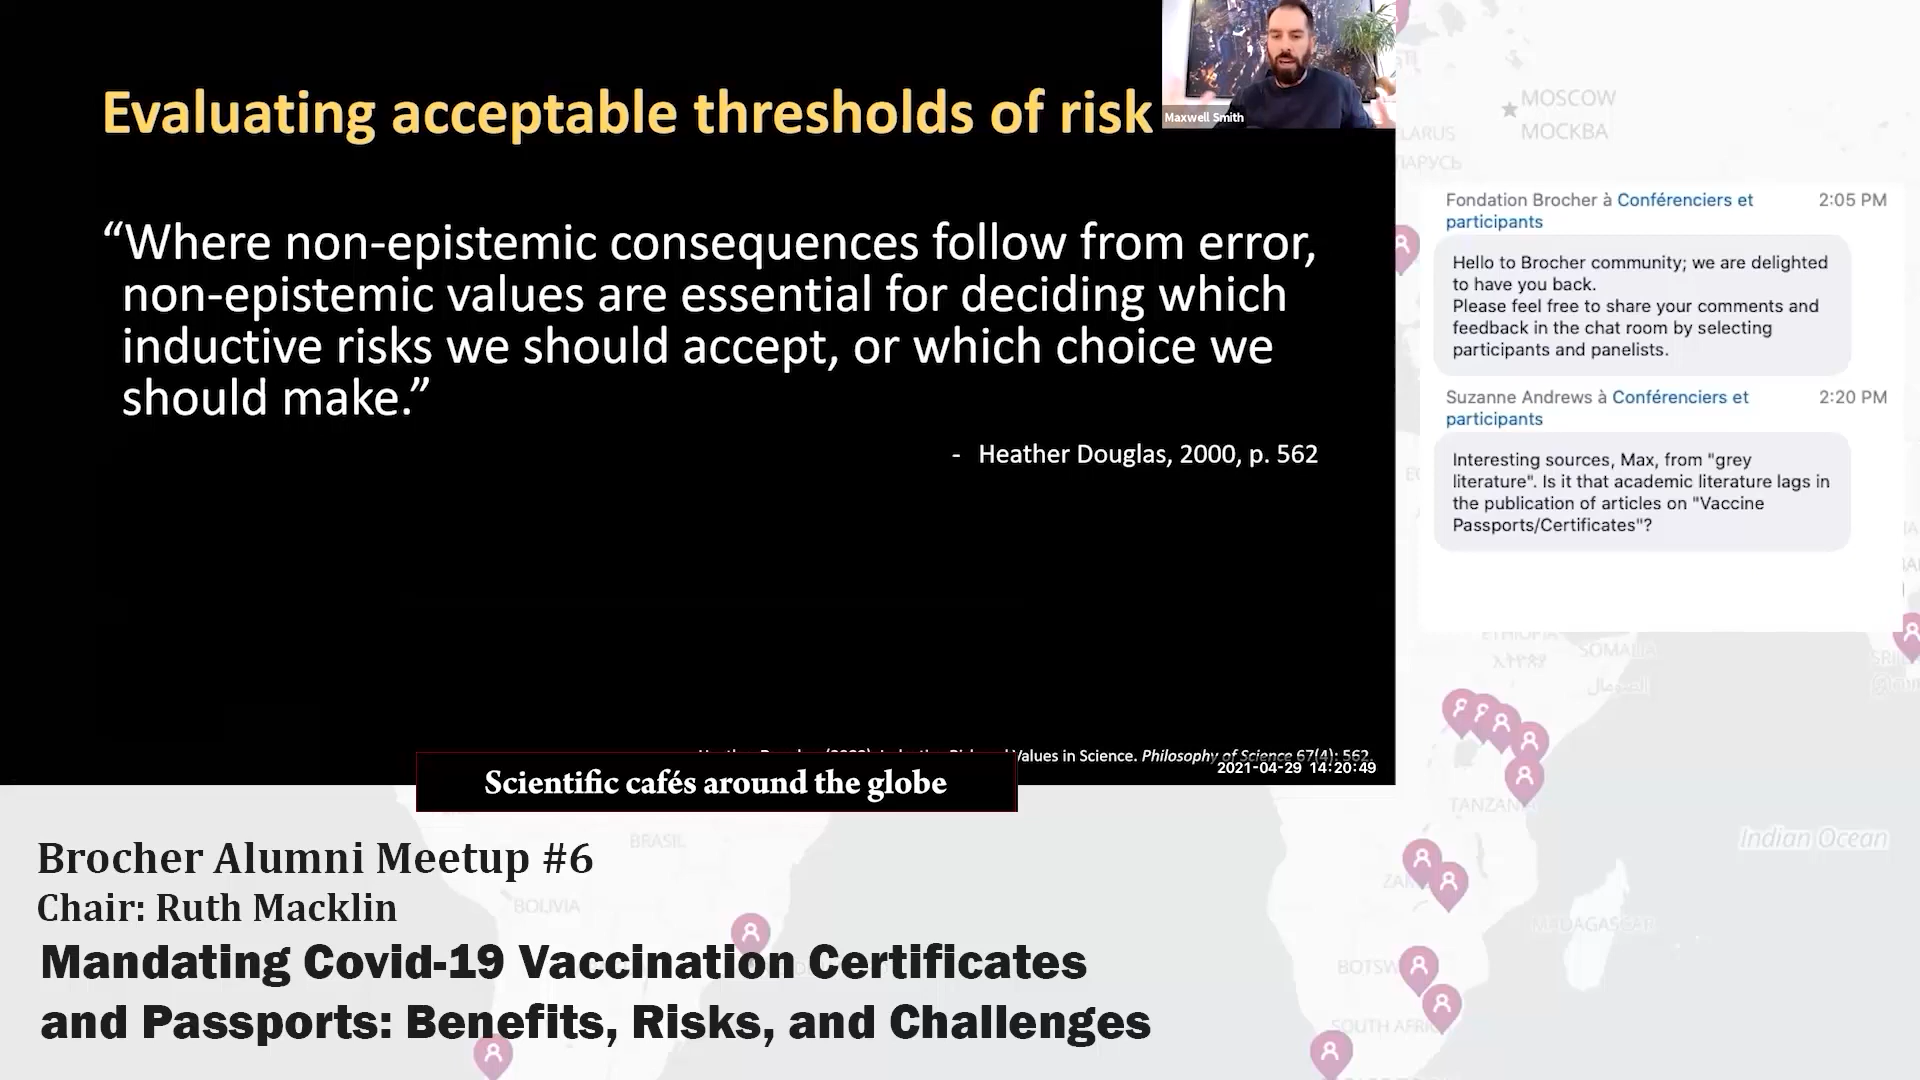 Evaluating acceptable thresholds of risk
Maxwell Smith
“Where non-epistemic consequences follow from error,
non-epistemic values are essential for deciding which
inductive risks we should accept, or which choice we
should make.”
- Heather Douglas, 2000, p. 562
Values in Science. Philosophy of Science 67(4): 562.
2021-04-29 14:20:49
Scientific cafés around the globe
Brocher Alumni Meetup #6
Chair: Ruth Macklin
Mandating Covid-19 Vaccination Certificates
and Passports: Benefits, Risks, and Challenges
MOSCOW
МОСКВА
Fondation Brocher à Conférenciers et
participants
2:05 PM
Hello to Brocher community; we are delighted
to have you back.
Please feel free to share your comments and
feedback in the chat room by selecting
participants and panelists.
Suzanne Andrews à Conférenciers et
participants
2:20 PM
Interesting sources, Max, from "grey
literature". Is it that academic literature lags in
the publication of articles on "Vaccine
Passports/Certificates"?
ETHIOPIA
SOMALIA
TANZANIA
Indian Ocean
MADAGASCAR
BRASIL
BOLIVIA
SOUTH AFRI